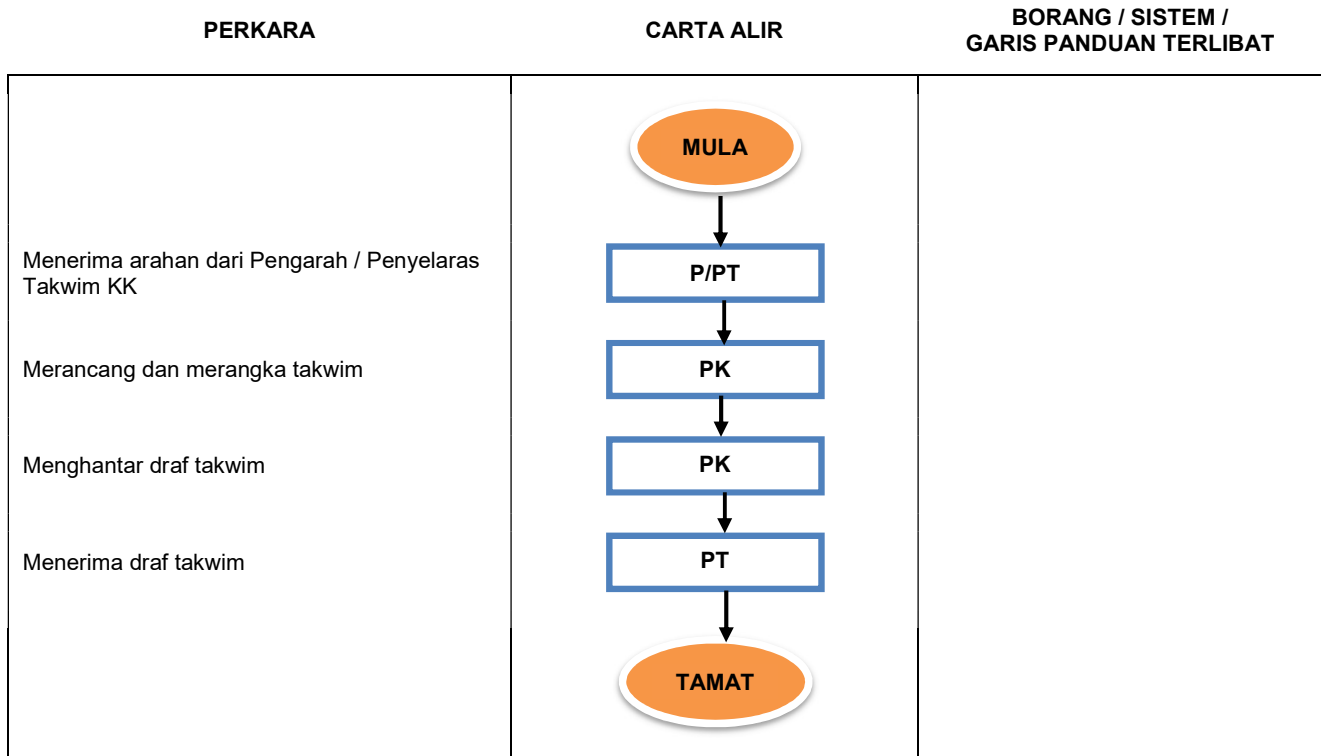 PERKARA
CARTA ALIR
BORANG / SISTEM /
GARIS PANDUAN TERLIBAT
MULA
Menerima arahan dari Pengarah / Penyelaras
Takwim KK
P/PT
Merancang dan merangka takwim
PK
Menghantar draf takwim
PK
Menerima draf takwim
PT
TAMAT